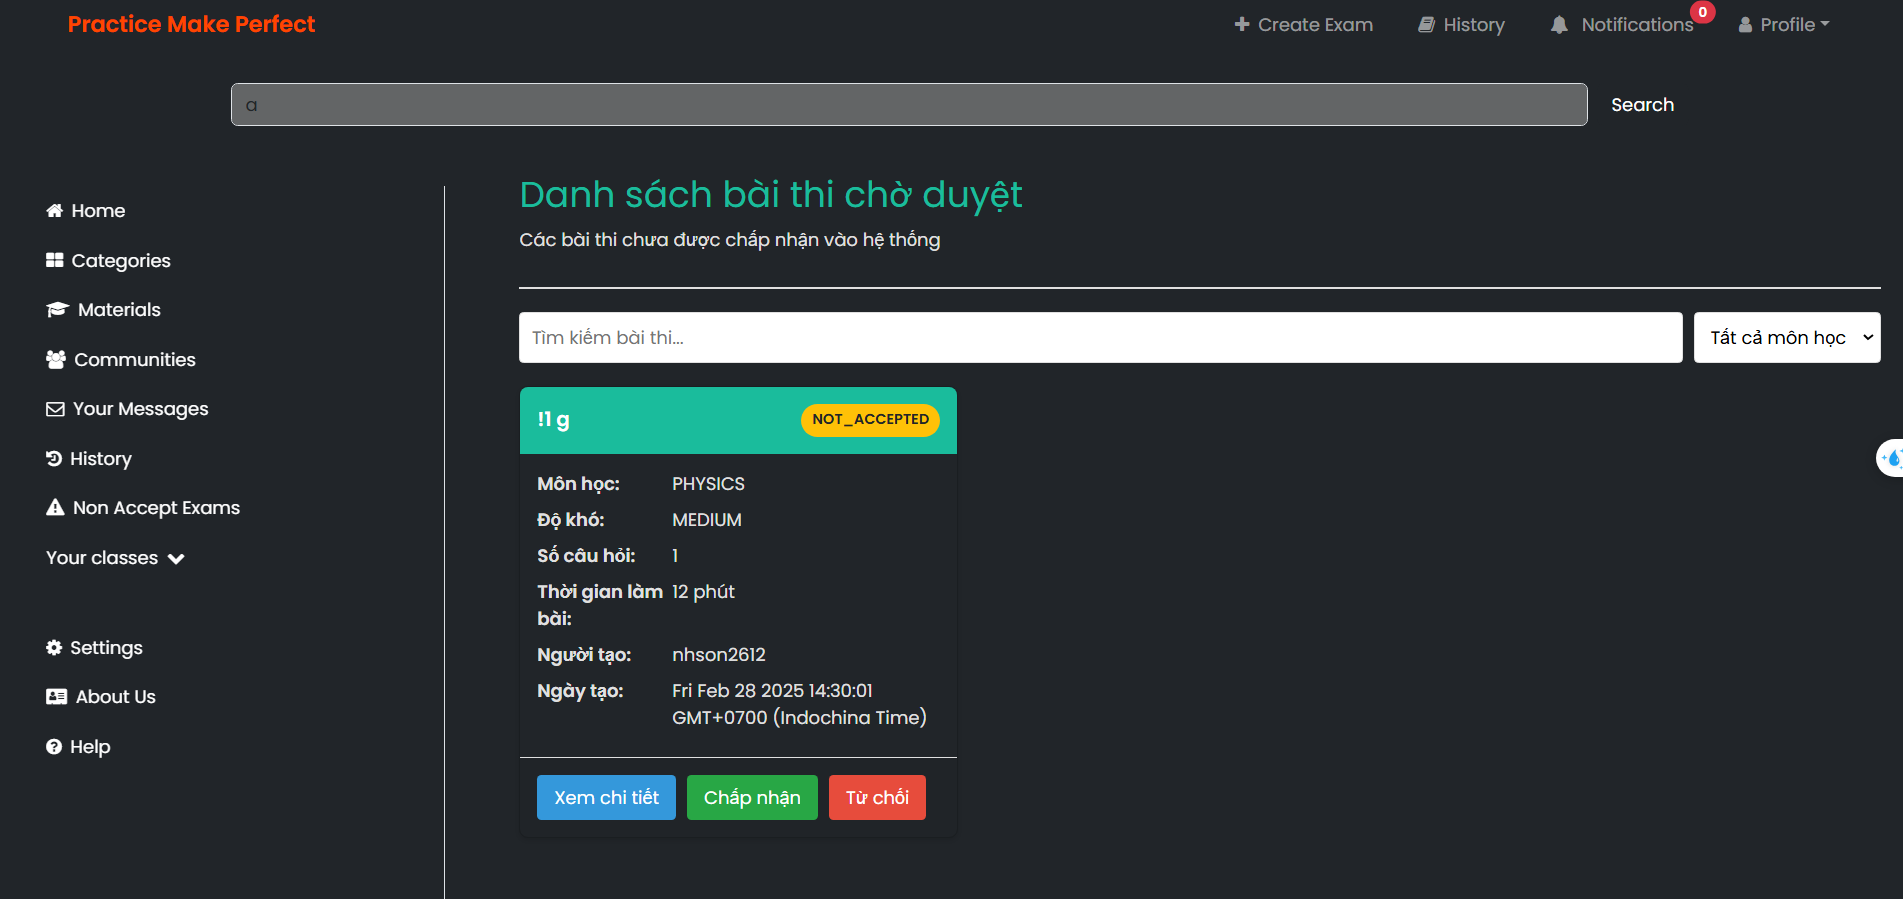 Practice Make Perfect
Create Exam
History
Notifications
0
Profile
a
Search
Home
Categories
Materials
Communities
Your Messages
History
Non Accept Exams
Your classes
Settings
About Us
Help
Danh sách bài thi chờ duyệt
Các bài thi chưa được chấp nhận vào hệ thống
Tìm kiếm bài thi...
Tất cả môn học
!1 g
NOT_ACCEPTED
Môn học: PHYSICS
Độ khó: MEDIUM
Số câu hỏi: 1
Thời gian làm 12 phút
bài:
Người tạo: nhson2612
Ngày tạo: Fri Feb 28 2025 14:30:01
GMT+0700 (Indochina Time)
Xem chi tiết
Chấp nhận
Từ chối